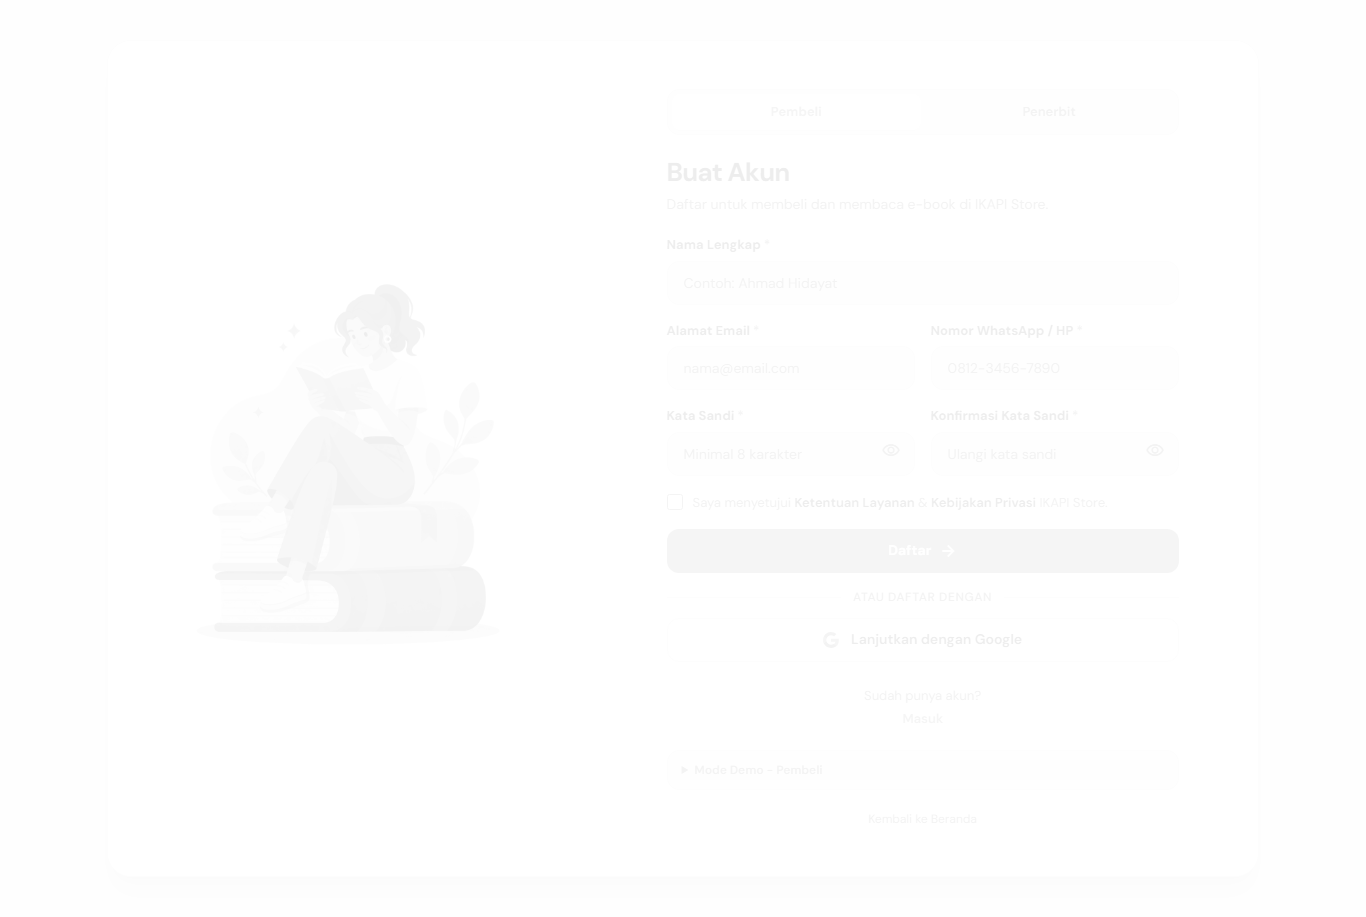 Pembeli
Penerbit
Buat Akun
Daftar untuk membeli dan membaca e-book di IKAPI Store.
Nama Lengkap *
Contoh: Ahmad Hidayat
Alamat Email *
Nomor WhatsApp / HP *
nama@email.com
0812-3456-7890
Kata Sandi *
Konfirmasi Kata Sandi *
Minimal 8 karakter
Ulangi kata sandi
Saya menyetujui Ketentuan Layanan & Kebijakan Privasi IKAPI Store
Daftar →
ATAU DAFTAR DENGAN
Lanjutkan dengan Google
Sudah punya akun?
Masuk
Mode Demo - Pembeli
Kembali ke Beranda